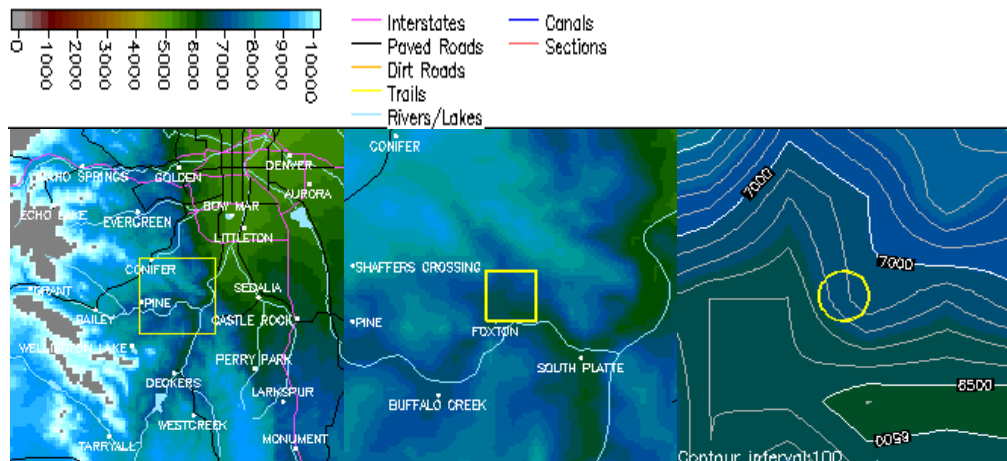 0
1000
2000
3000
4000
5000
6000
7000
8000
9000
10000
Interstates
Paved Roads
Dirt Roads
Trails
Rivers/Lakes
Canals
Sections
SPRINGS
GOLDEN
DENVER
AURORA
ECHO LAKE
EVERGREEN
BOW MAR
LITTLETON
CONIFER
GRANT
PINE
BAILEY
SEDALIA
CASTLE ROCK
WELLINGTON LAKE
PERRY PARK
DECKERS
LARKSPUR
WESTCREEK
TARRYALL
MONUMENT
CONIFER
SHAFFERS CROSSING
PINE
FOXTON
SOUTH PLATTE
BUFFALO CREEK
7000
7000
6500
6500
Contour interval:100